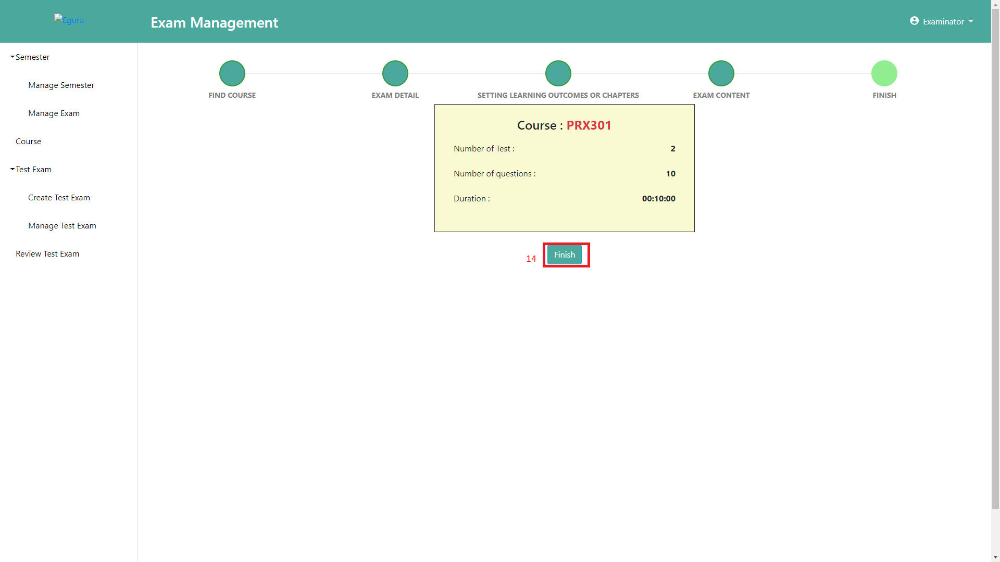 Eguru
Exam Management
Examinator
Semester
Manage Semester
Manage Exam
Course
Test Exam
Create Test Exam
Manage Test Exam
Review Test Exam
FIND COURSE
EXAM DETAIL
SETTING LEARNING OUTCOMES OR CHAPTERS
EXAM CONTENT
FINISH
Course : PRX301
Number of Test : 2
Number of questions : 10
Duration : 00:10:00
14 Finish